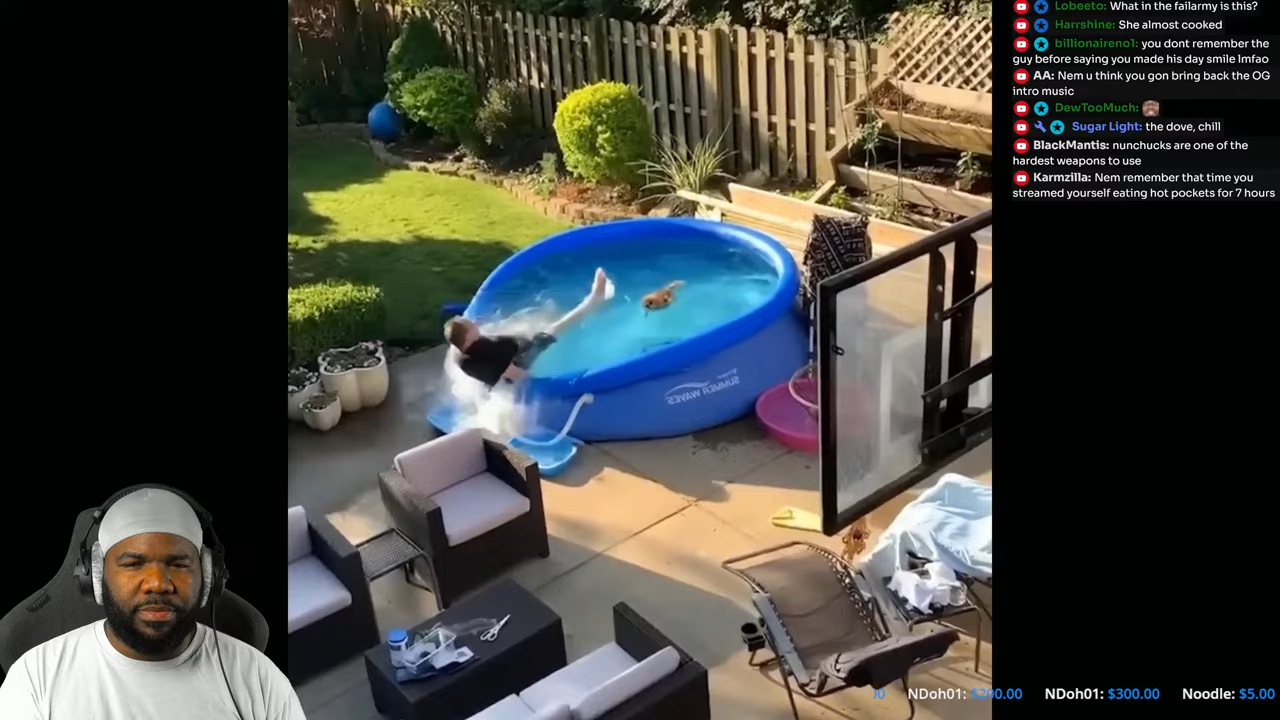 Lobeeto: What in the failarmy is this?
Harrshine: She almost cooked
billionaireno1: you dont remember the
guy before saying you made his day smile lmfao
AA: Nem u think you gon bring back the OG
intro music
DewTooMuch:
Sugar Light: the dove, chill
BlackMantis: nunchucks are one of the
hardest weapons to use
Karmzilla: Nem remember that time you
streamed yourself eating hot pockets for 7 hours
SUMMER WAVES
NDoh01: $200.00 NDoh01: $300.00 Noodle: $5.00